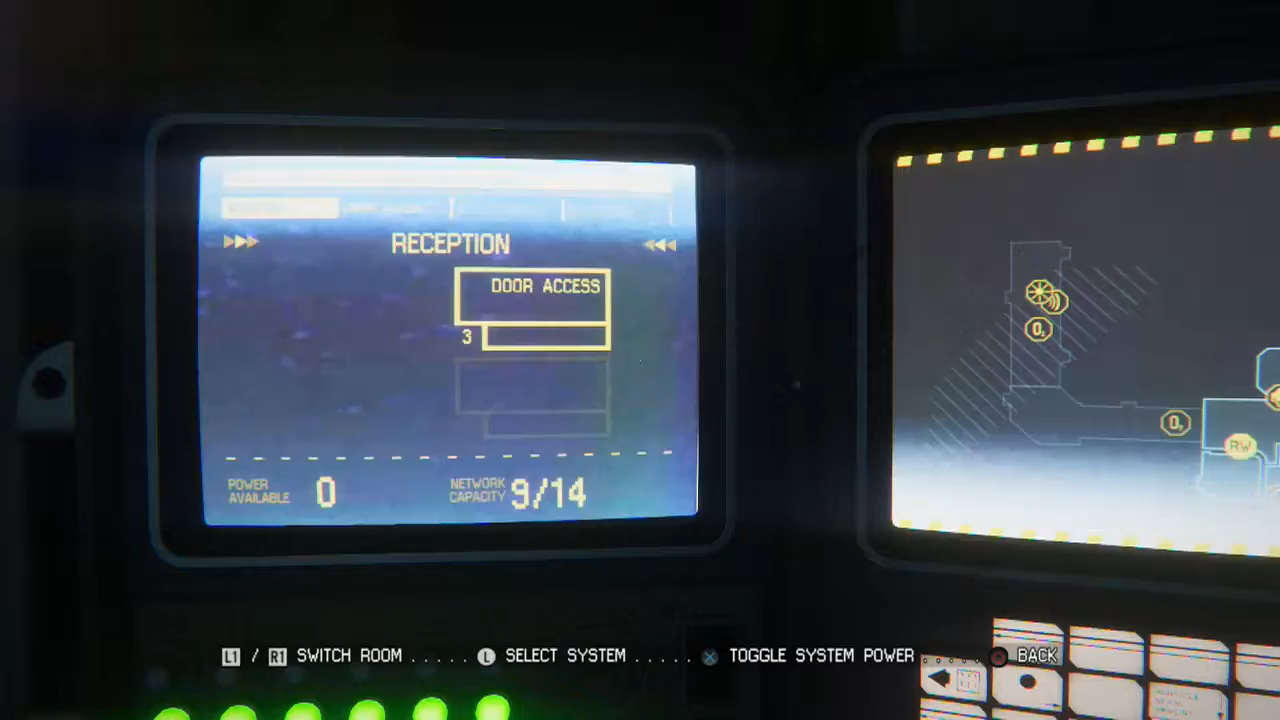 RECEPTION
DOOR ACCESS
3
POWER AVAILABLE 0
NETWORK CAPACITY 9/14
O₂
O₂
RW
L1 / R1 SWITCH ROOM ..... L SELECT SYSTEM ..... X TOGGLE SYSTEM POWER ..... BACK